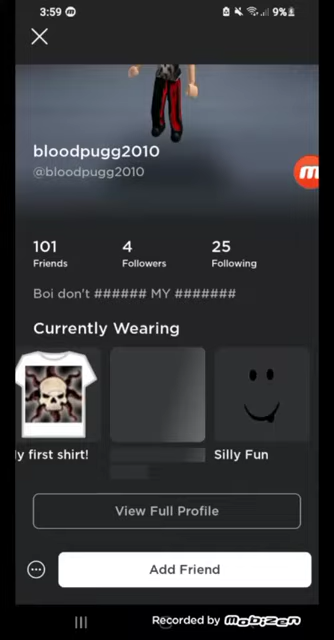 3:59
9%
bloodpugg2010
@bloodpugg2010
101
4
25
Friends
Followers
Following
Boi don't ###### MY #######
Currently Wearing
y first shirt!
Silly Fun
View Full Profile
Add Friend
Recorded by mobizen